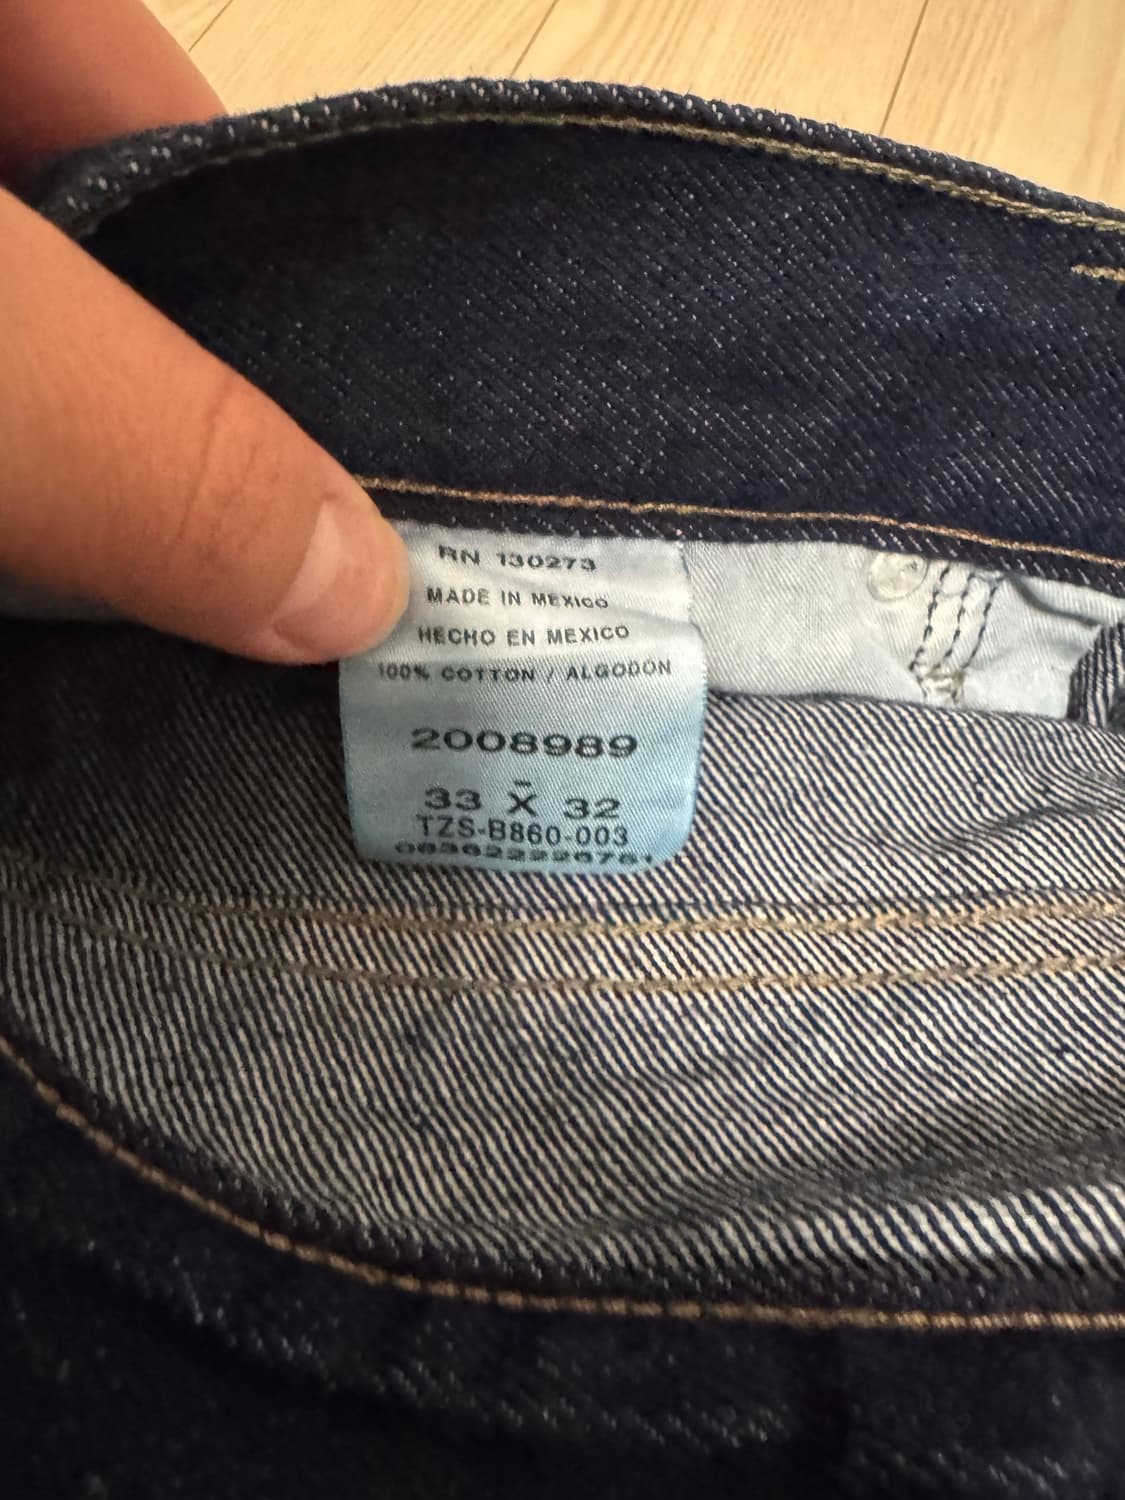 RN 130273
MADE IN MEXICO
HECHO EN MEXICO
100% COTTON / ALGODON
2008989
33 X 32
TZS-B860-003